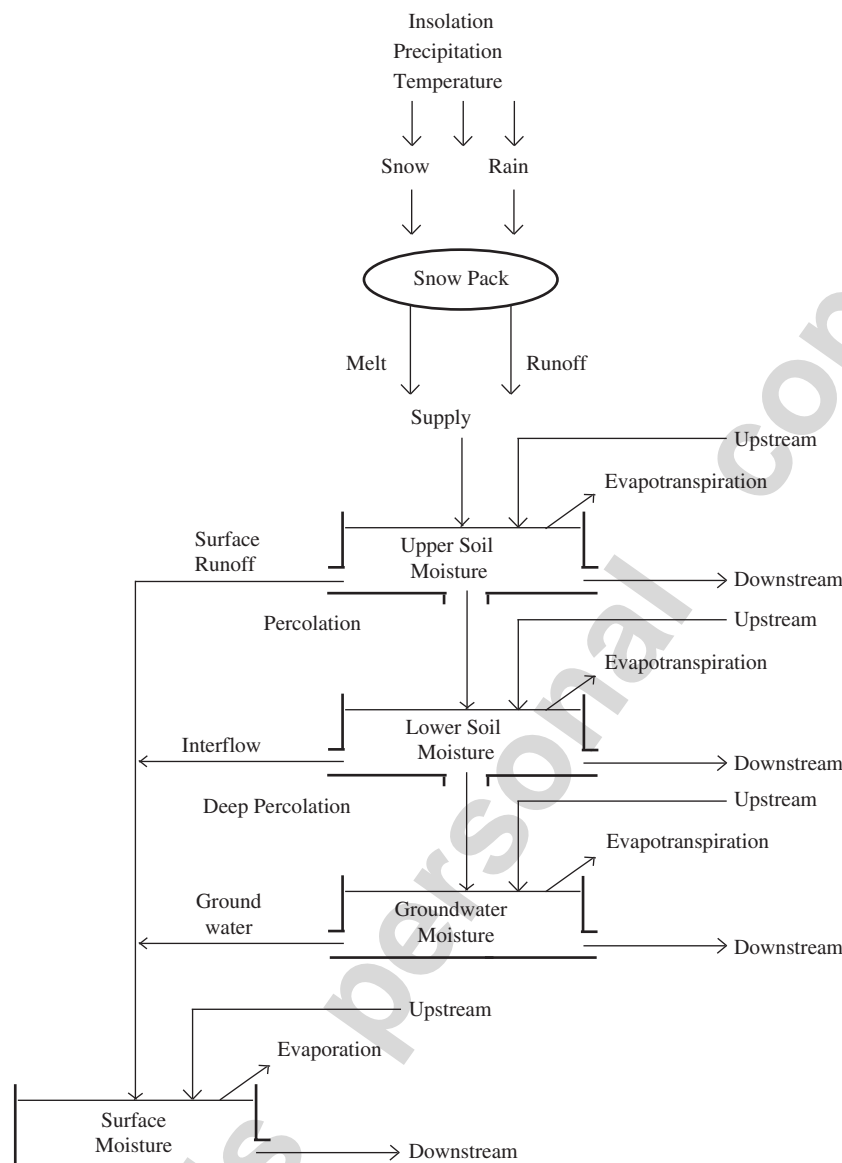 Insolation
Precipitation
Temperature
Snow
Rain
Snow Pack
Melt
Runoff
Supply
Upstream
Evapotranspiration
Surface
Runoff
Upper Soil
Moisture
Downstream
Percolation
Upstream
Evapotranspiration
Interflow
Lower Soil
Moisture
Downstream
Deep Percolation
Upstream
Evapotranspiration
Ground
water
Groundwater
Moisture
Downstream
Upstream
Evaporation
Surface
Moisture
Downstream
personal